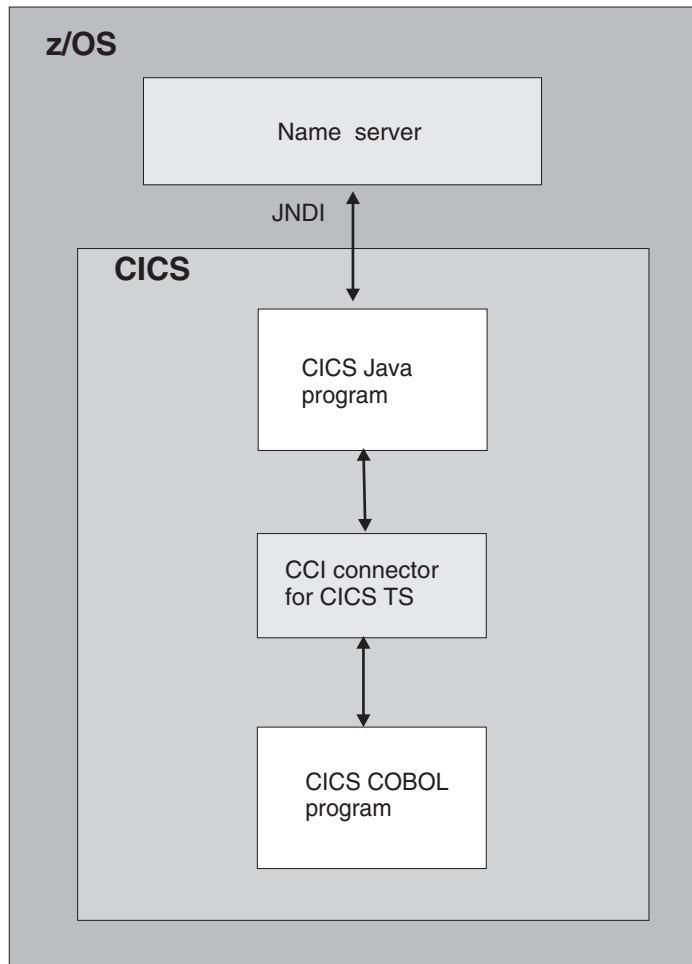 z/OS
Name server
JNDI
CICS
CICS Java
program
CCI connector
for CICS TS
CICS COBOL
program